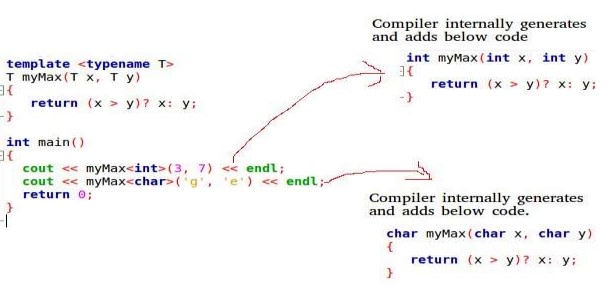 template <typename T>
T myMax(T x, T y)
{
return (x > y)? x: y;
}
int main()
{
cout << myMax<int>(3, 7) << endl;
cout << myMax<char>('g', 'e') << endl;
return 0;
}
Compiler internally generates
and adds below code
int myMax(int x, int y)
{
return (x > y)? x: y;
}
Compiler internally generates
and adds below code.
char myMax(char x, char y)
{
return (x > y)? x: y;
}